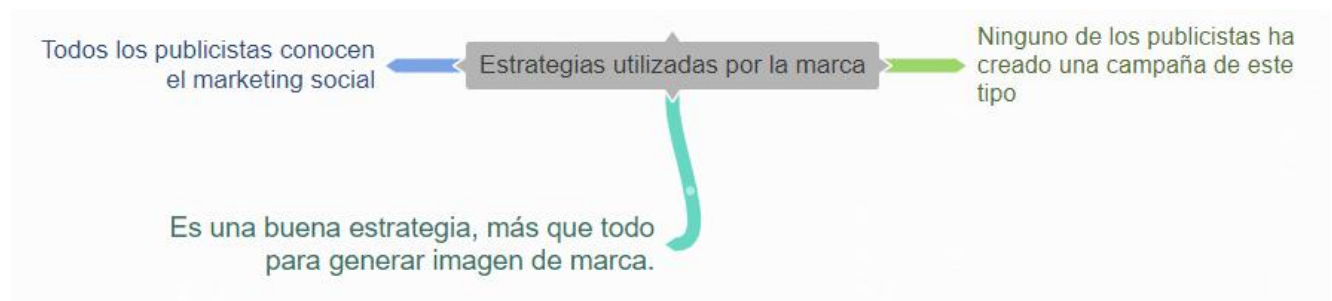 Todos los publicistas conocen
el marketing social
Estrategias utilizadas por la marca
Ninguno de los publicistas ha
creado una campaña de este
tipo
Es una buena estrategia, más que todo
para generar imagen de marca.